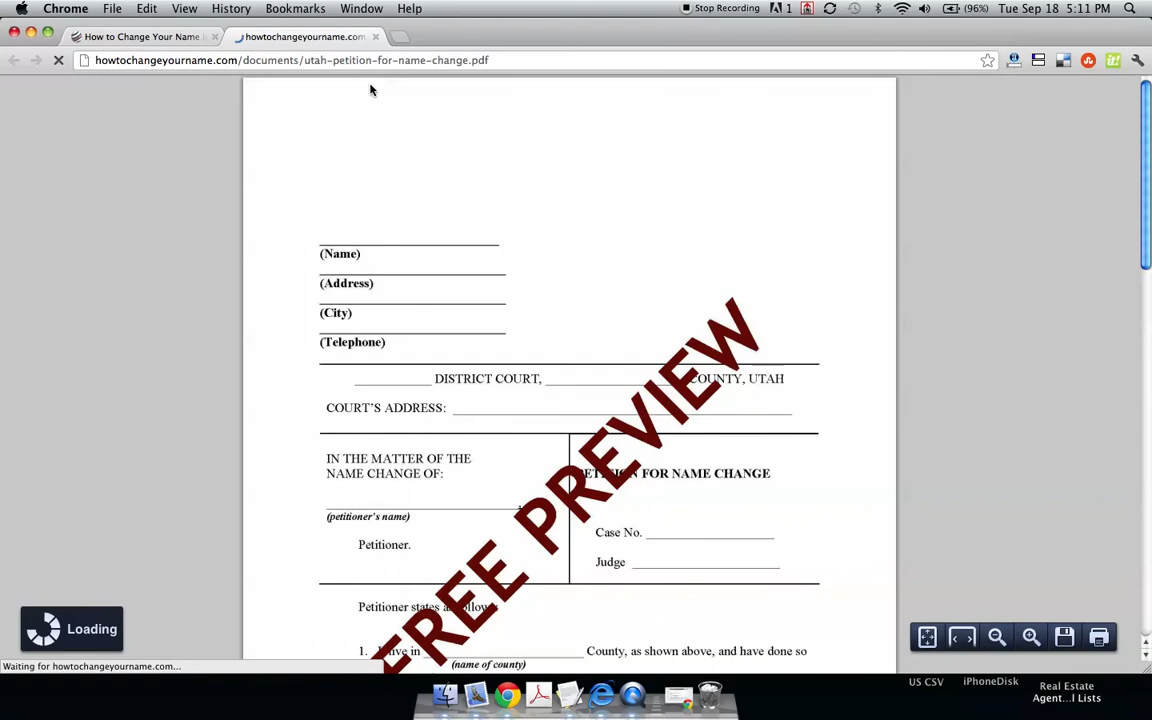 Chrome File Edit View History Bookmarks Window Help Stop Recording 1 (96%) Tue Sep 18 5:11 PM
How to Change Your Name howtochangeyourname.com
howtochangeyourname.com/documents/utah-petition-for-name-change.pdf
(Name)
(Address)
(City)
(Telephone)
DISTRICT COURT, COUNTY, UTAH
COURT'S ADDRESS:
IN THE MATTER OF THE
NAME CHANGE OF:
PETITION FOR NAME CHANGE
(petitioner's name)
Case No.
Petitioner.
Judge
FREE PREVIEW
Petitioner states as follows:
1. I live in County, as shown above, and have done so
(name of county)
Loading
Waiting for howtochangeyourname.com...
US CSV iPhoneDisk Real Estate
Agent...l Lists